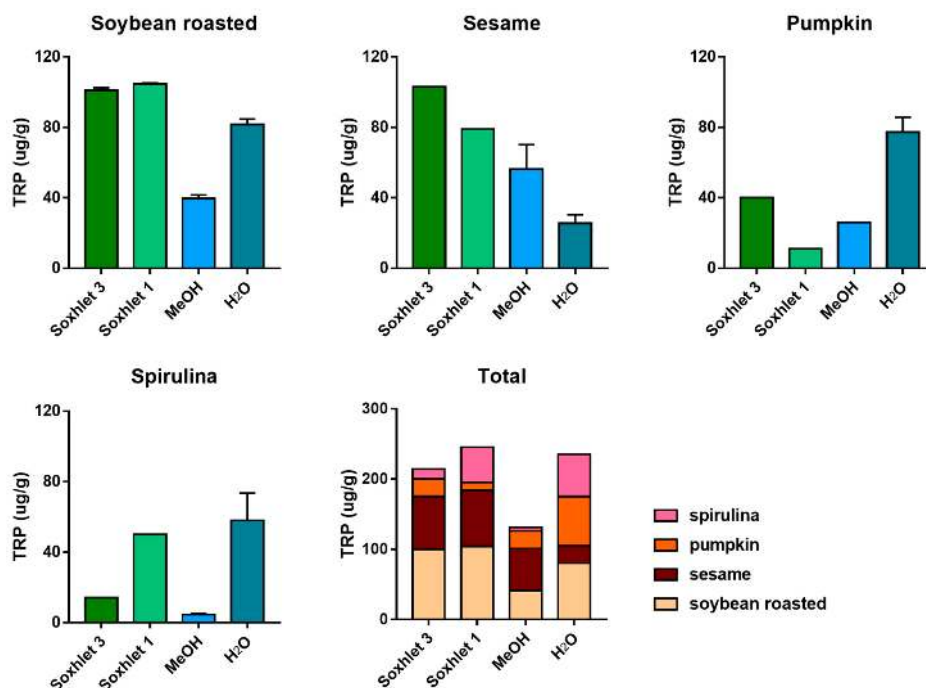 Soybean roasted
120
80
40
0
TRP (ug/g)
Soxhlet 3
Soxhlet 1
MeOH
H₂O
Sesame
120
80
40
0
TRP (ug/g)
Soxhlet 3
Soxhlet 1
MeOH
H₂O
Pumpkin
120
80
40
0
TRP (ug/g)
Soxhlet 3
Soxhlet 1
MeOH
H₂O
Spirulina
120
80
40
0
TRP (ug/g)
Soxhlet 3
Soxhlet 1
MeOH
H₂O
Total
300
200
100
0
TRP (ug/g)
Soxhlet 3
Soxhlet 1
MeOH
H₂O
spirulina
pumpkin
sesame
soybean roasted